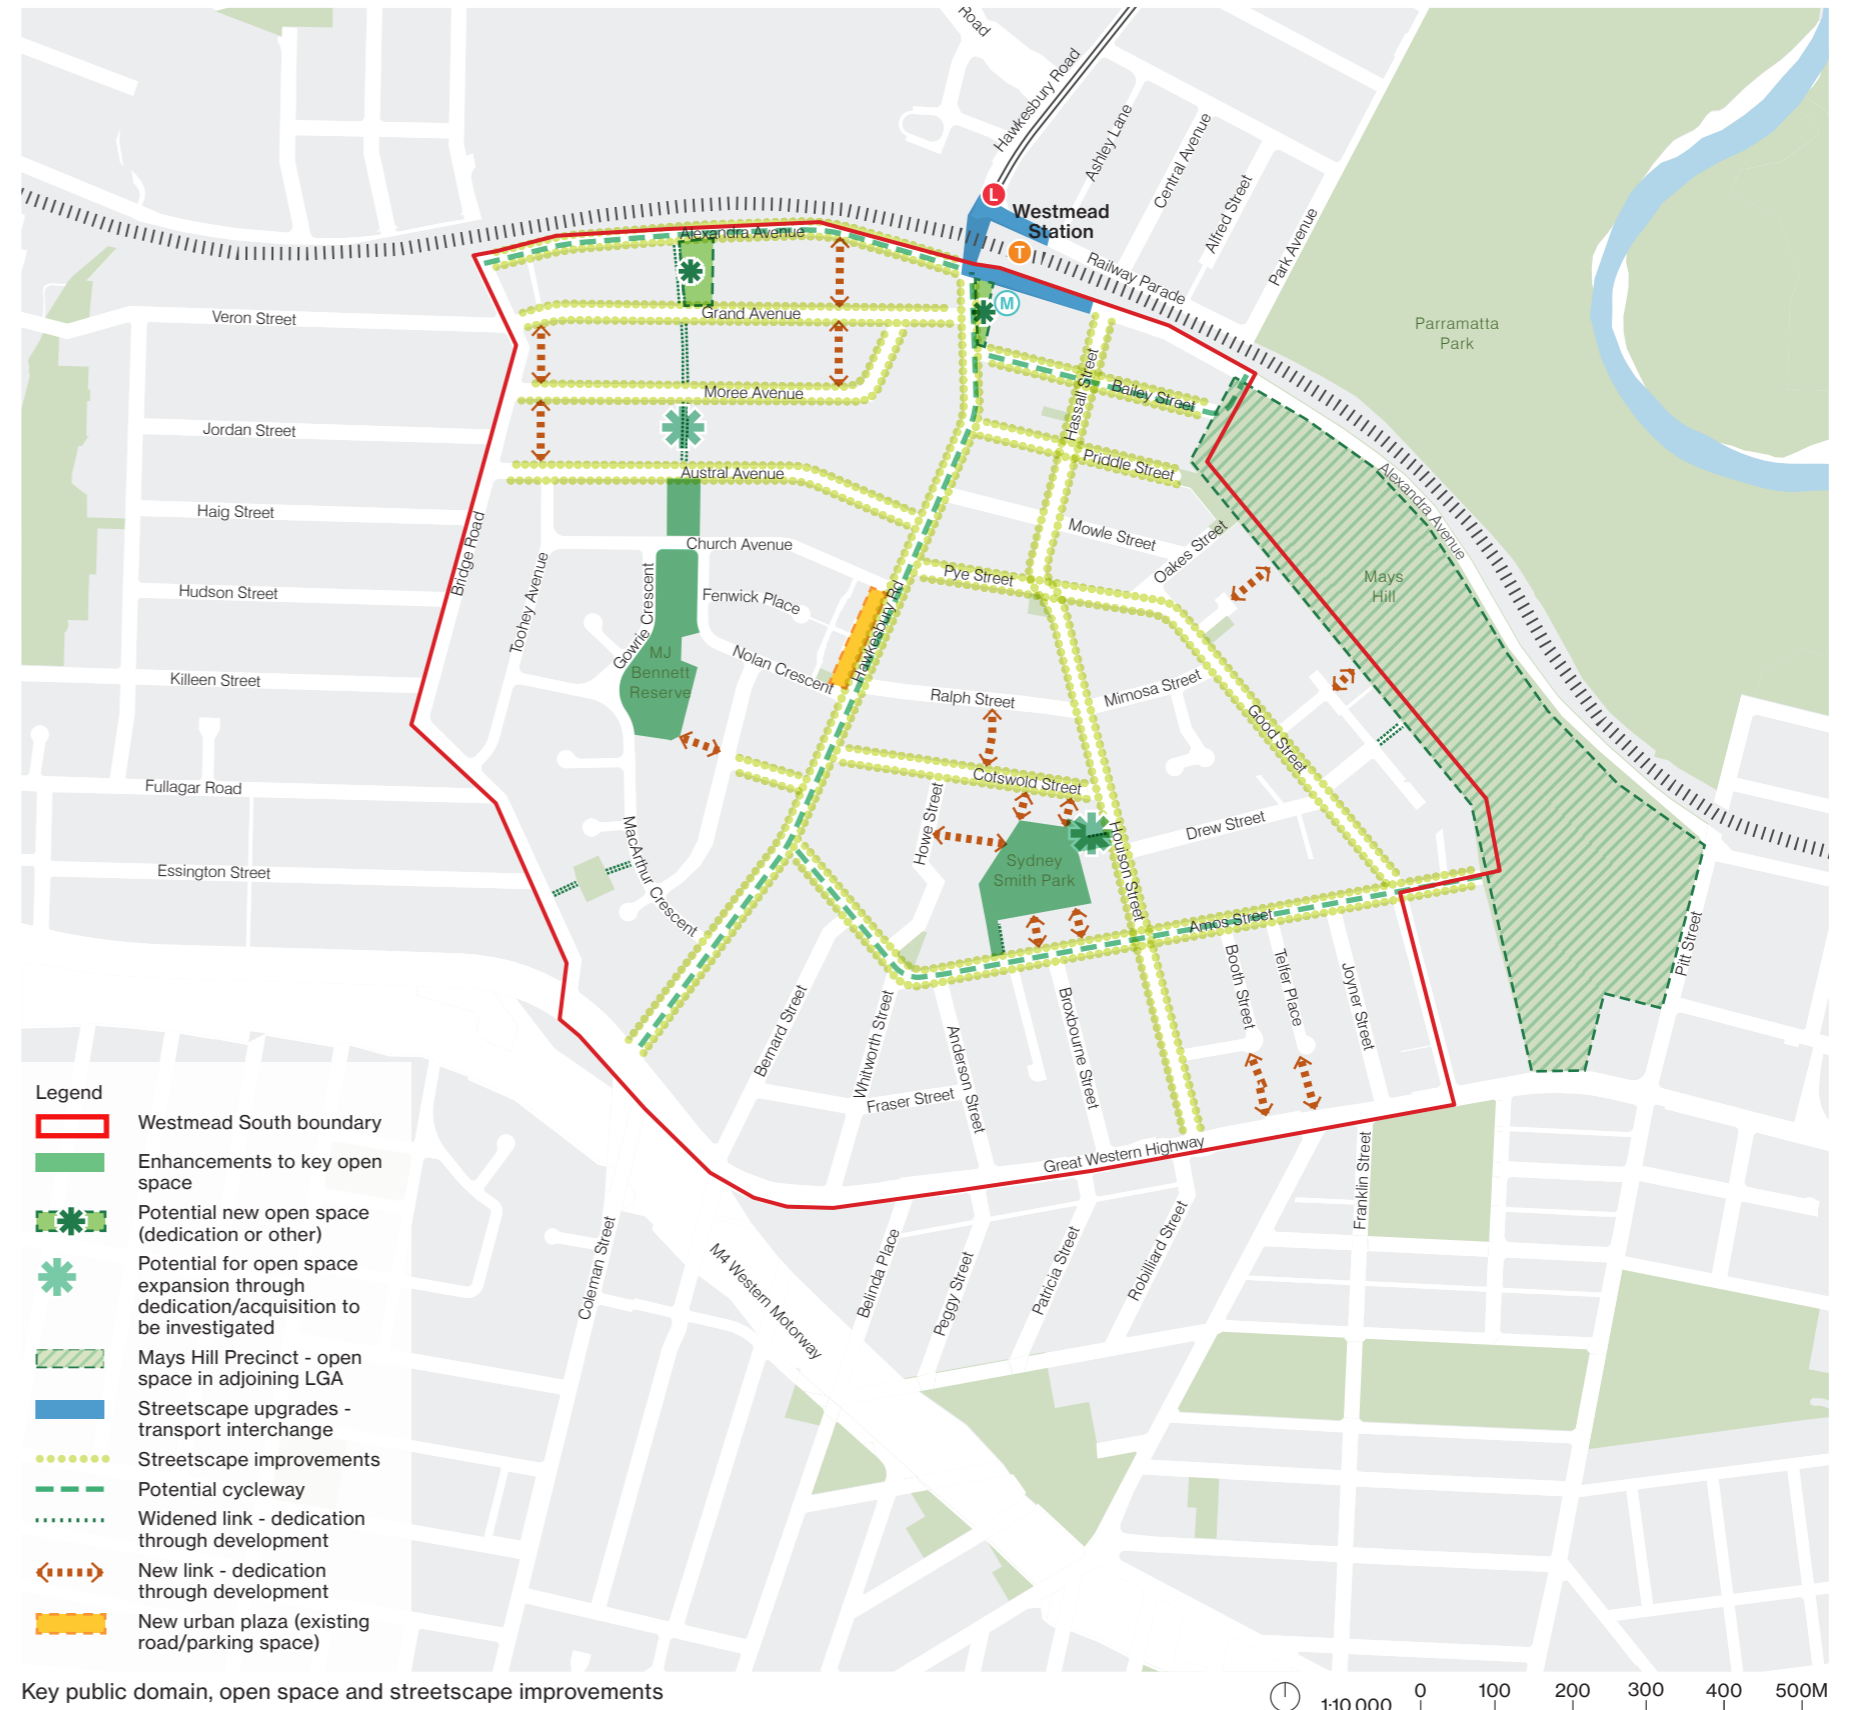 Road
Hawkesbury Road
Ashley Lane
Central Avenue
Alfred Street
Park Avenue
L
Westmead
Station
T
Railway Parade
M
Alexandra Avenue
Grand Avenue
Veron Street
Parramatta
Park
Moree Avenue
Hassall Street
Bailey Street
Jordan Street
Austral Avenue
Priddle Street
Alexandra Avenue
Haig Street
Bridge Road
Church Avenue
Mowle Street
Oakes Street
Hudson Street
Toohey Avenue
Gowrie Crescent
Fenwick Place
Hawkesbury Rd
Pye Street
Mays
Hill
MJ
Bennett
Reserve
Nolan Crescent
Killeen Street
Ralph Street
Mimosa Street
Good Street
Fullagar Road
Cotswold Street
Howe Street
MacArthur Crescent
Sydney
Smith Park
Houison Street
Drew Street
Essington Street
Amos Street
Pitt Street
Bernard Street
Whitworth Street
Anderson Street
Broxbourne Street
Booth Street
Telfer Place
Joyner Street
Fraser Street
Great Western Highway
Franklin Street
Coleman Street
M4 Western Motorway
Belinda Place
Peggy Street
Patricia Street
Robilliard Street
Legend
Westmead South boundary
Enhancements to key open
space
Potential new open space
(dedication or other)
Potential for open space
expansion through
dedication/acquisition to
be investigated
Mays Hill Precinct - open
space in adjoining LGA
Streetscape upgrades -
transport interchange
Streetscape improvements
Potential cycleway
Widened link - dedication
through development
New link - dedication
through development
New urban plaza (existing
road/parking space)
Key public domain, open space and streetscape improvements
1:10 000
0 100 200 300 400 500M